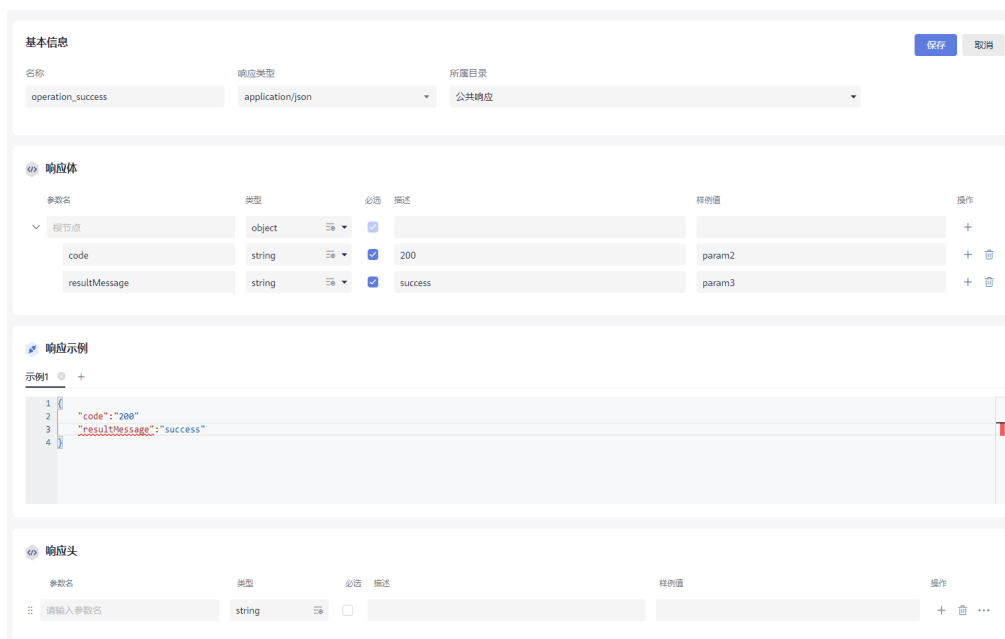 基本信息
保存 取消
名称 响应类型 所属目录
operation_success application/json 公共响应
响应体
参数名 类型 必选 描述 样例值 操作
根节点 object
code string 200 param2
resultMessage string success param3
响应示例
示例1
1 {
2 "code":"200"
3 "resultMessage":"success"
4 }
响应头
参数名 类型 必选 描述 样例值 操作
请输入参数名 string